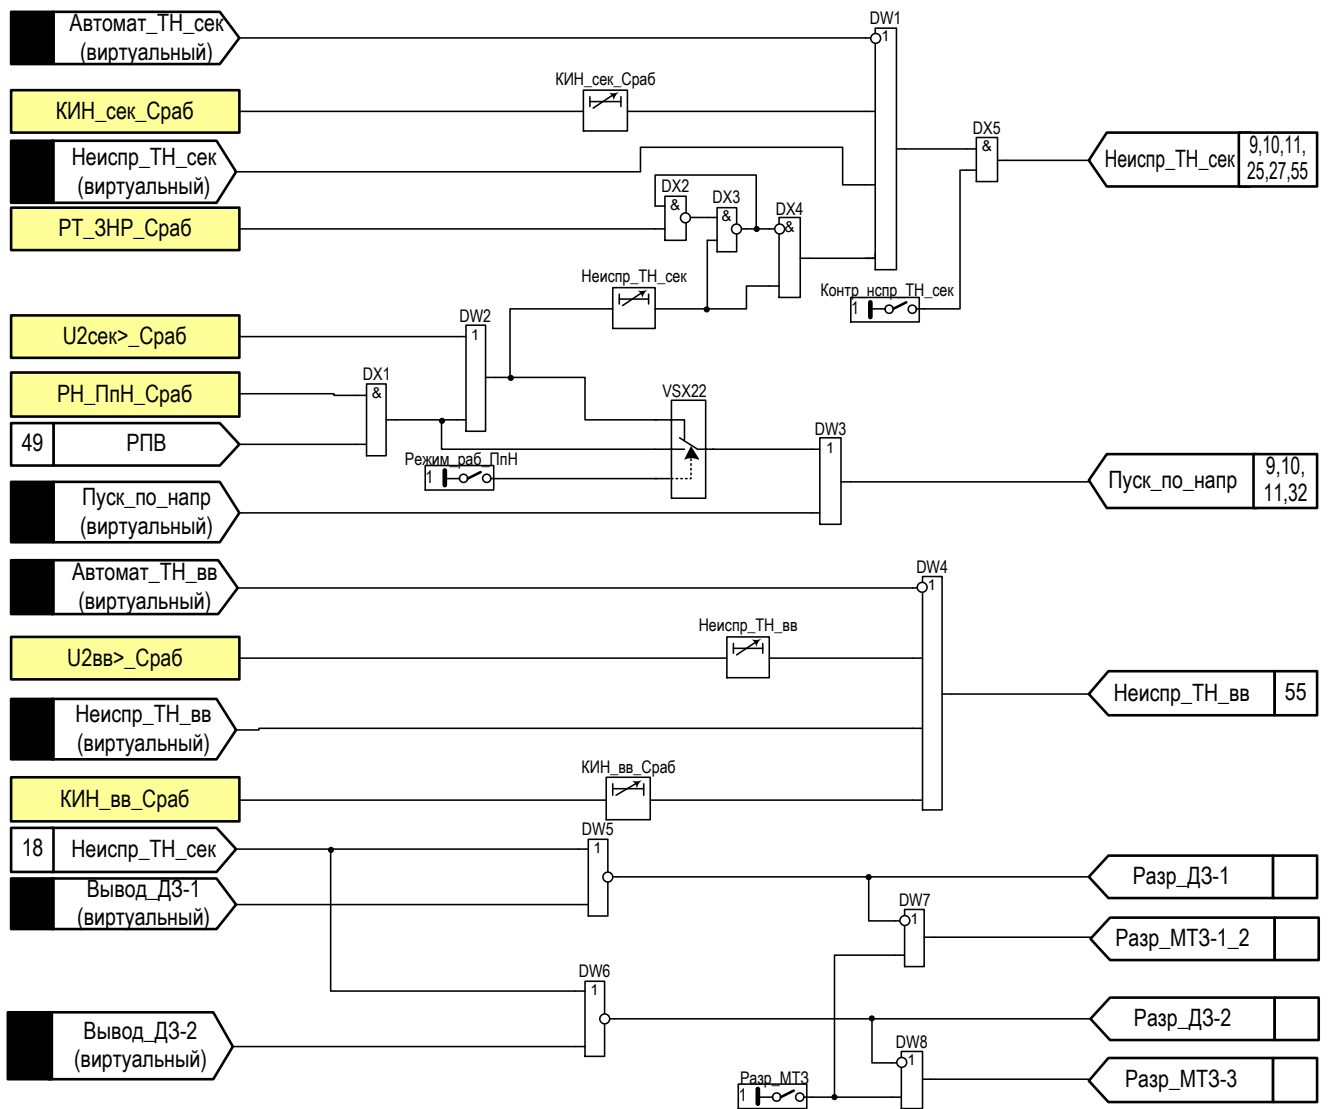 Автомат_ТН_сек
(виртуальный)
DW1
1
КИН_сек_Сраб
КИН_сек_Сраб
Неиспр_ТН_сек
(виртуальный)
DX5
&
Неиспр_ТН_сек
9,10,11,
25,27,55
РТ_ЗНР_Сраб
DX2
&
DX3
&
DX4
&
Неиспр_ТН_сек
Контр_нспр_ТН_сек
1
U2сек>_Сраб
DW2
1
РН_ПпН_Сраб
DX1
&
VSX22
49
РПВ
Режим_раб_ПпН
1
DW3
1
Пуск_по_напр
9,10,
11,32
Пуск_по_напр
(виртуальный)
Автомат_ТН_вв
(виртуальный)
DW4
1
U2вв>_Сраб
Неиспр_ТН_вв
Неиспр_ТН_вв
55
Неиспр_ТН_вв
(виртуальный)
КИН_вв_Сраб
КИН_вв_Сраб
18
Неиспр_ТН_сек
DW5
1
Вывод_ДЗ-1
(виртуальный)
Разр_ДЗ-1
DW7
1
Разр_МТЗ-1_2
DW6
1
Вывод_ДЗ-2
(виртуальный)
Разр_ДЗ-2
DW8
1
Разр_МТЗ
1
Разр_МТЗ-3